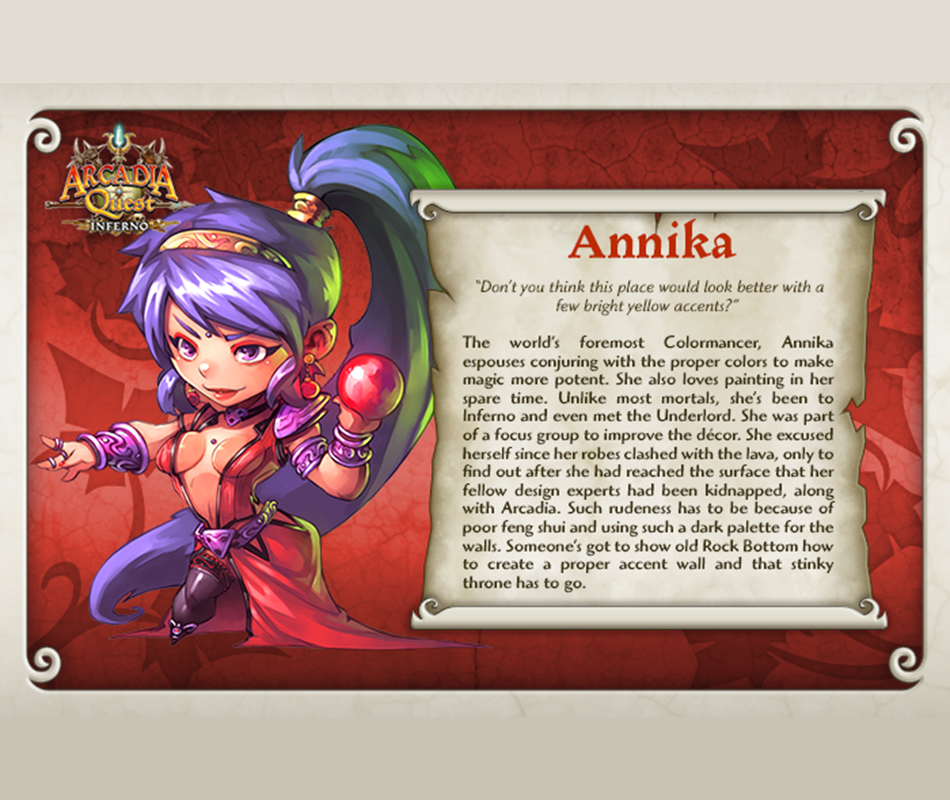 ARCADIA
Quest
INFERNO
Annika
"Don't you think this place would look better with a
few bright yellow accents?"
The world's foremost Colormancer, Annika
espouses conjuring with the proper colors to make
magic more potent. She also loves painting in her
spare time. Unlike most mortals, she's been to
Inferno and even met the Underlord. She was part
of a focus group to improve the décor. She excused
herself since her robes clashed with the lava, only to
find out after she had reached the surface that her
fellow design experts had been kidnapped, along
with Arcadia. Such rudeness has to be because of
poor feng shui and using such a dark palette for the
walls. Someone's got to show old Rock Bottom how
to create a proper accent wall and that stinky
throne has to go.